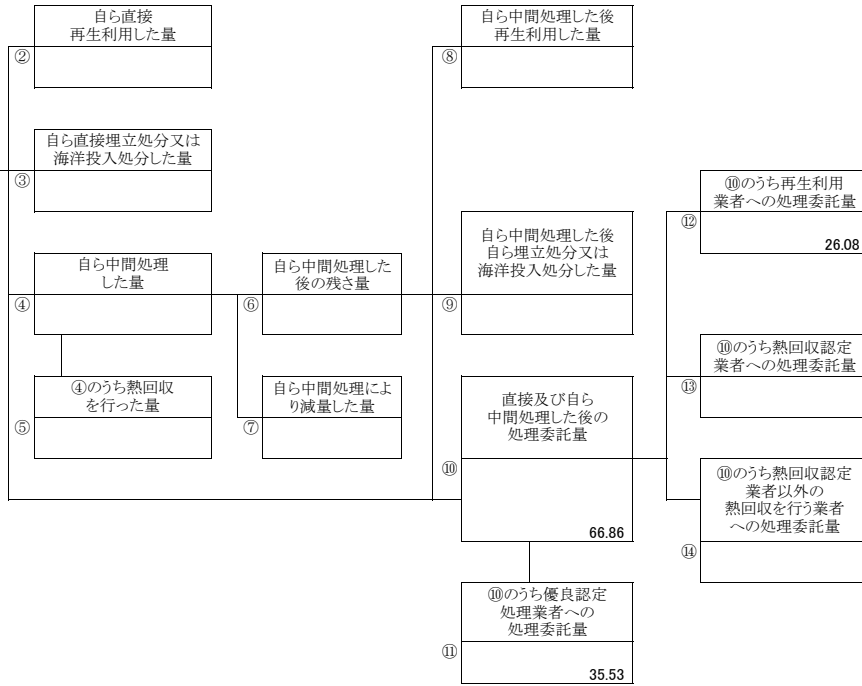 自ら直接
再生利用した量
②
自ら直接埋立処分又は
海洋投入処分した量
③
自ら中間処理
した量
④
④のうち熱回収
を行った量
⑤
自ら中間処理した
後の残さ量
⑥
自ら中間処理によ
り減量した量
⑦
自ら中間処理した後
再生利用した量
⑧
自ら中間処理した後
自ら埋立処分又は
海洋投入処分した量
⑨
直接及び自ら
中間処理した後の
処理委託量
⑩
66.86
⑩のうち優良認定
処理業者への
処理委託量
⑪
35.53
⑩のうち再生利用
業者への処理委託量
⑫
26.08
⑩のうち熱回収認定
業者への処理委託量
⑬
⑩のうち熱回収認定
業者以外の
熱回収を行う業者
への処理委託量
⑭